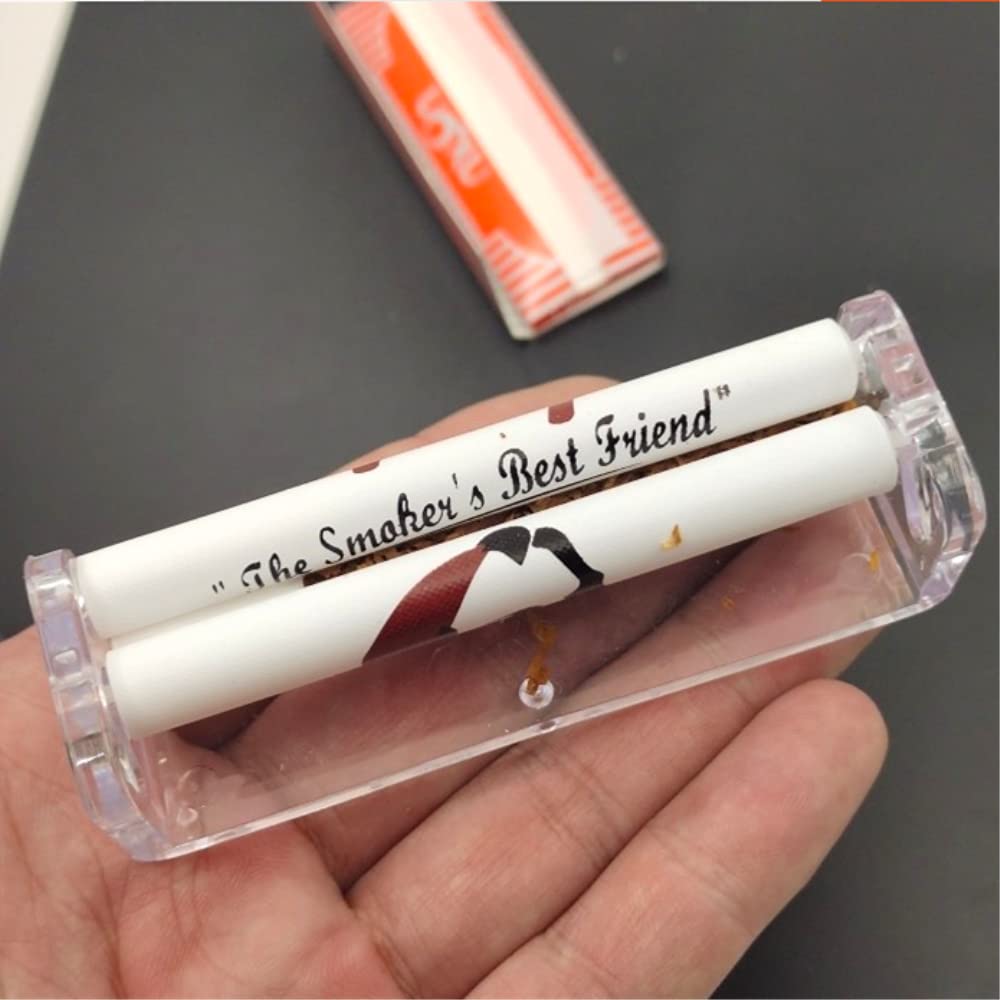 " The Smoker's Best Friend"